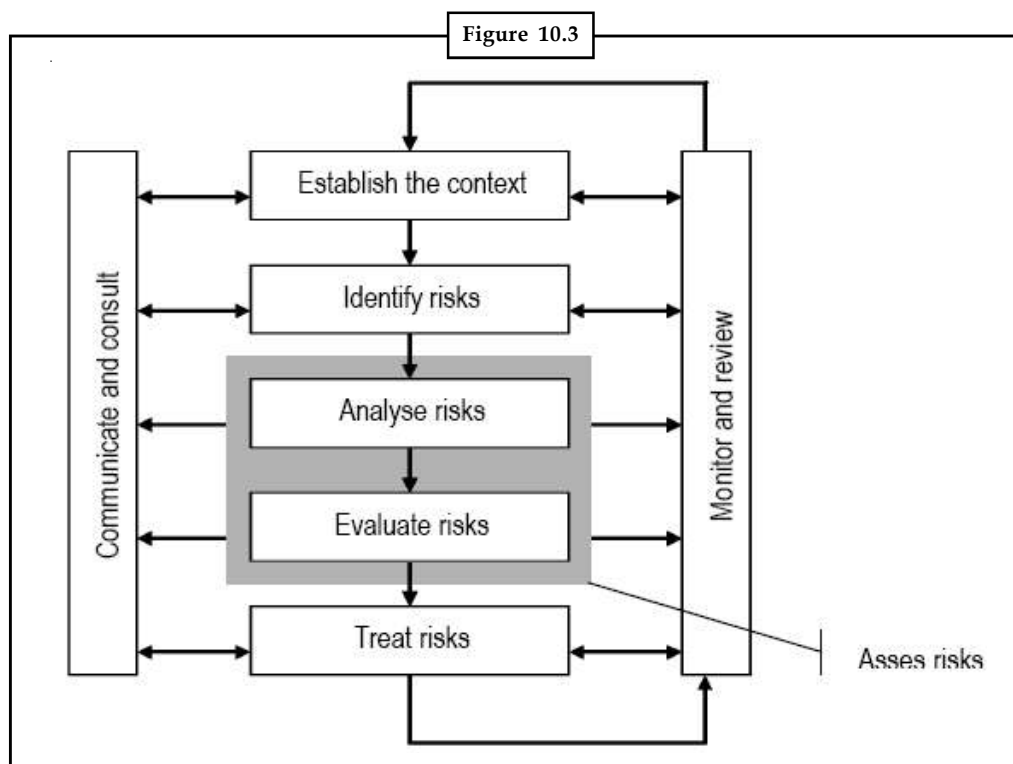 Figure 10.3
Establish the context
Identify risks
Analyse risks
Evaluate risks
Treat risks
Communicate and consult
Monitor and review
Asses risks